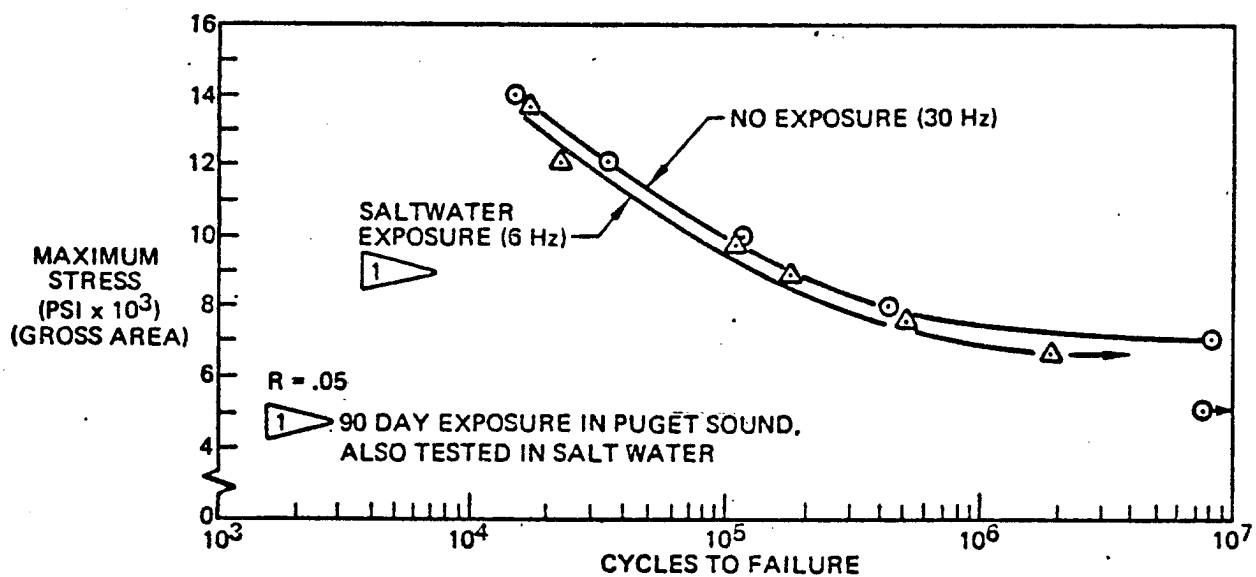 16
14
12
10
8
6
4
0
MAXIMUM
STRESS
(PSI x 10³)
(GROSS AREA)
NO EXPOSURE (30 Hz)
SALTWATER
EXPOSURE (6 Hz)
1
R = .05
1 90 DAY EXPOSURE IN PUGET SOUND,
ALSO TESTED IN SALT WATER
10³ 10⁴ 10⁵ 10⁶ 10⁷
CYCLES TO FAILURE